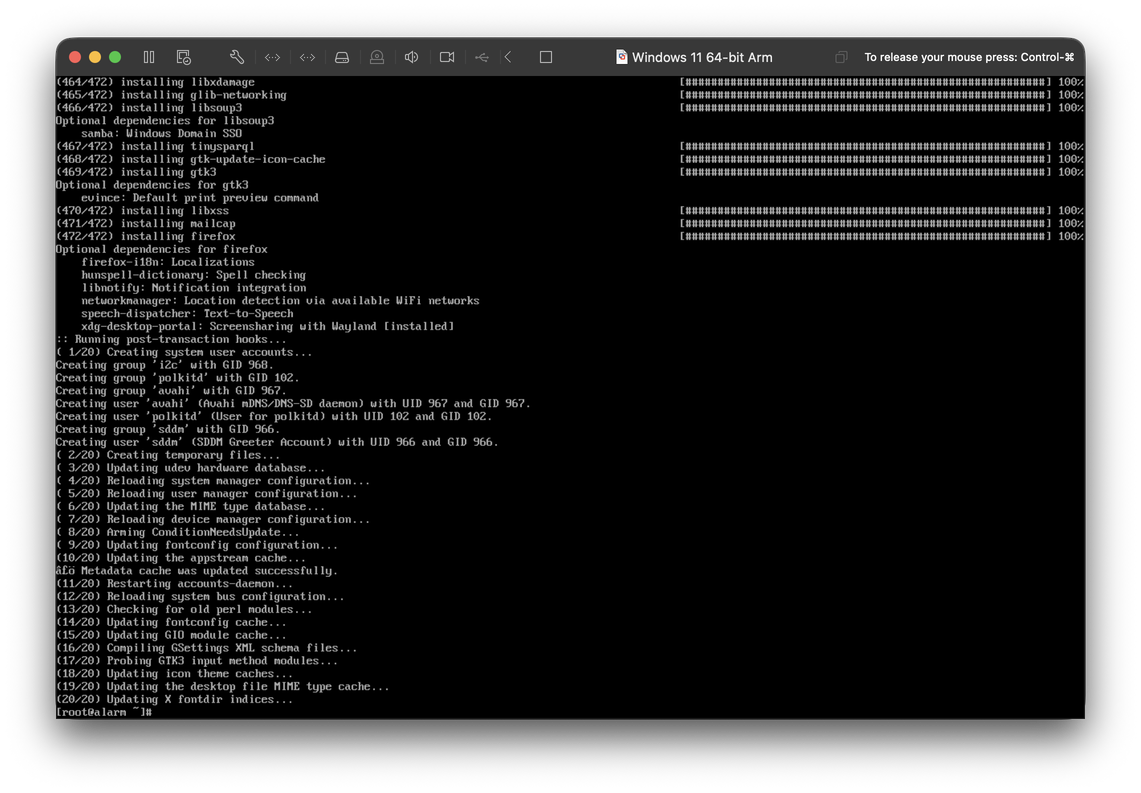 Windows 11 64-bit Arm
To release your mouse press: Control-⌘
(464/472) installing libxdamage [########################################################] 100%
(465/472) installing glib-networking [########################################################] 100%
(466/472) installing libsoup3 [########################################################] 100%
Optional dependencies for libsoup3
    samba: Windows Domain SSO
(467/472) installing tinysparql [########################################################] 100%
(468/472) installing gtk-update-icon-cache [########################################################] 100%
(469/472) installing gtk3 [########################################################] 100%
Optional dependencies for gtk3
    evince: Default print preview command
(470/472) installing libxss [########################################################] 100%
(471/472) installing mailcap [########################################################] 100%
(472/472) installing firefox [########################################################] 100%
Optional dependencies for firefox
    firefox-i18n: Localizations
    hunspell-dictionary: Spell checking
    libnotify: Notification integration
    networkmanager: Location detection via available WiFi networks
    speech-dispatcher: Text-to-Speech
    xdg-desktop-portal: Screensharing with Wayland [installed]
:: Running post-transaction hooks...
( 1/20) Creating system user accounts...
Creating group 'i2c' with GID 968.
Creating group 'polkitd' with GID 102.
Creating group 'avahi' with GID 967.
Creating user 'avahi' (Avahi mDNS/DNS-SD daemon) with UID 967 and GID 967.
Creating user 'polkitd' (User for polkitd) with UID 102 and GID 102.
Creating group 'sddm' with GID 966.
Creating user 'sddm' (SDDM Greeter Account) with UID 966 and GID 966.
( 2/20) Creating temporary files...
( 3/20) Updating udev hardware database...
( 4/20) Reloading system manager configuration...
( 5/20) Reloading user manager configuration...
( 6/20) Updating the MIME type database...
( 7/20) Reloading device manager configuration...
( 8/20) Arming ConditionNeedsUpdate...
( 9/20) Updating fontconfig configuration...
(10/20) Updating the appstream cache...
â£ö Metadata cache was updated successfully.
(11/20) Restarting accounts-daemon...
(12/20) Reloading system bus configuration...
(13/20) Checking for old perl modules...
(14/20) Updating fontconfig cache...
(15/20) Updating GIO module cache...
(16/20) Compiling GSettings XML schema files...
(17/20) Probing GTK3 input method modules...
(18/20) Updating icon theme caches...
(19/20) Updating the desktop file MIME type cache...
(20/20) Updating X fontdir indices...
[root@alarm ~]#